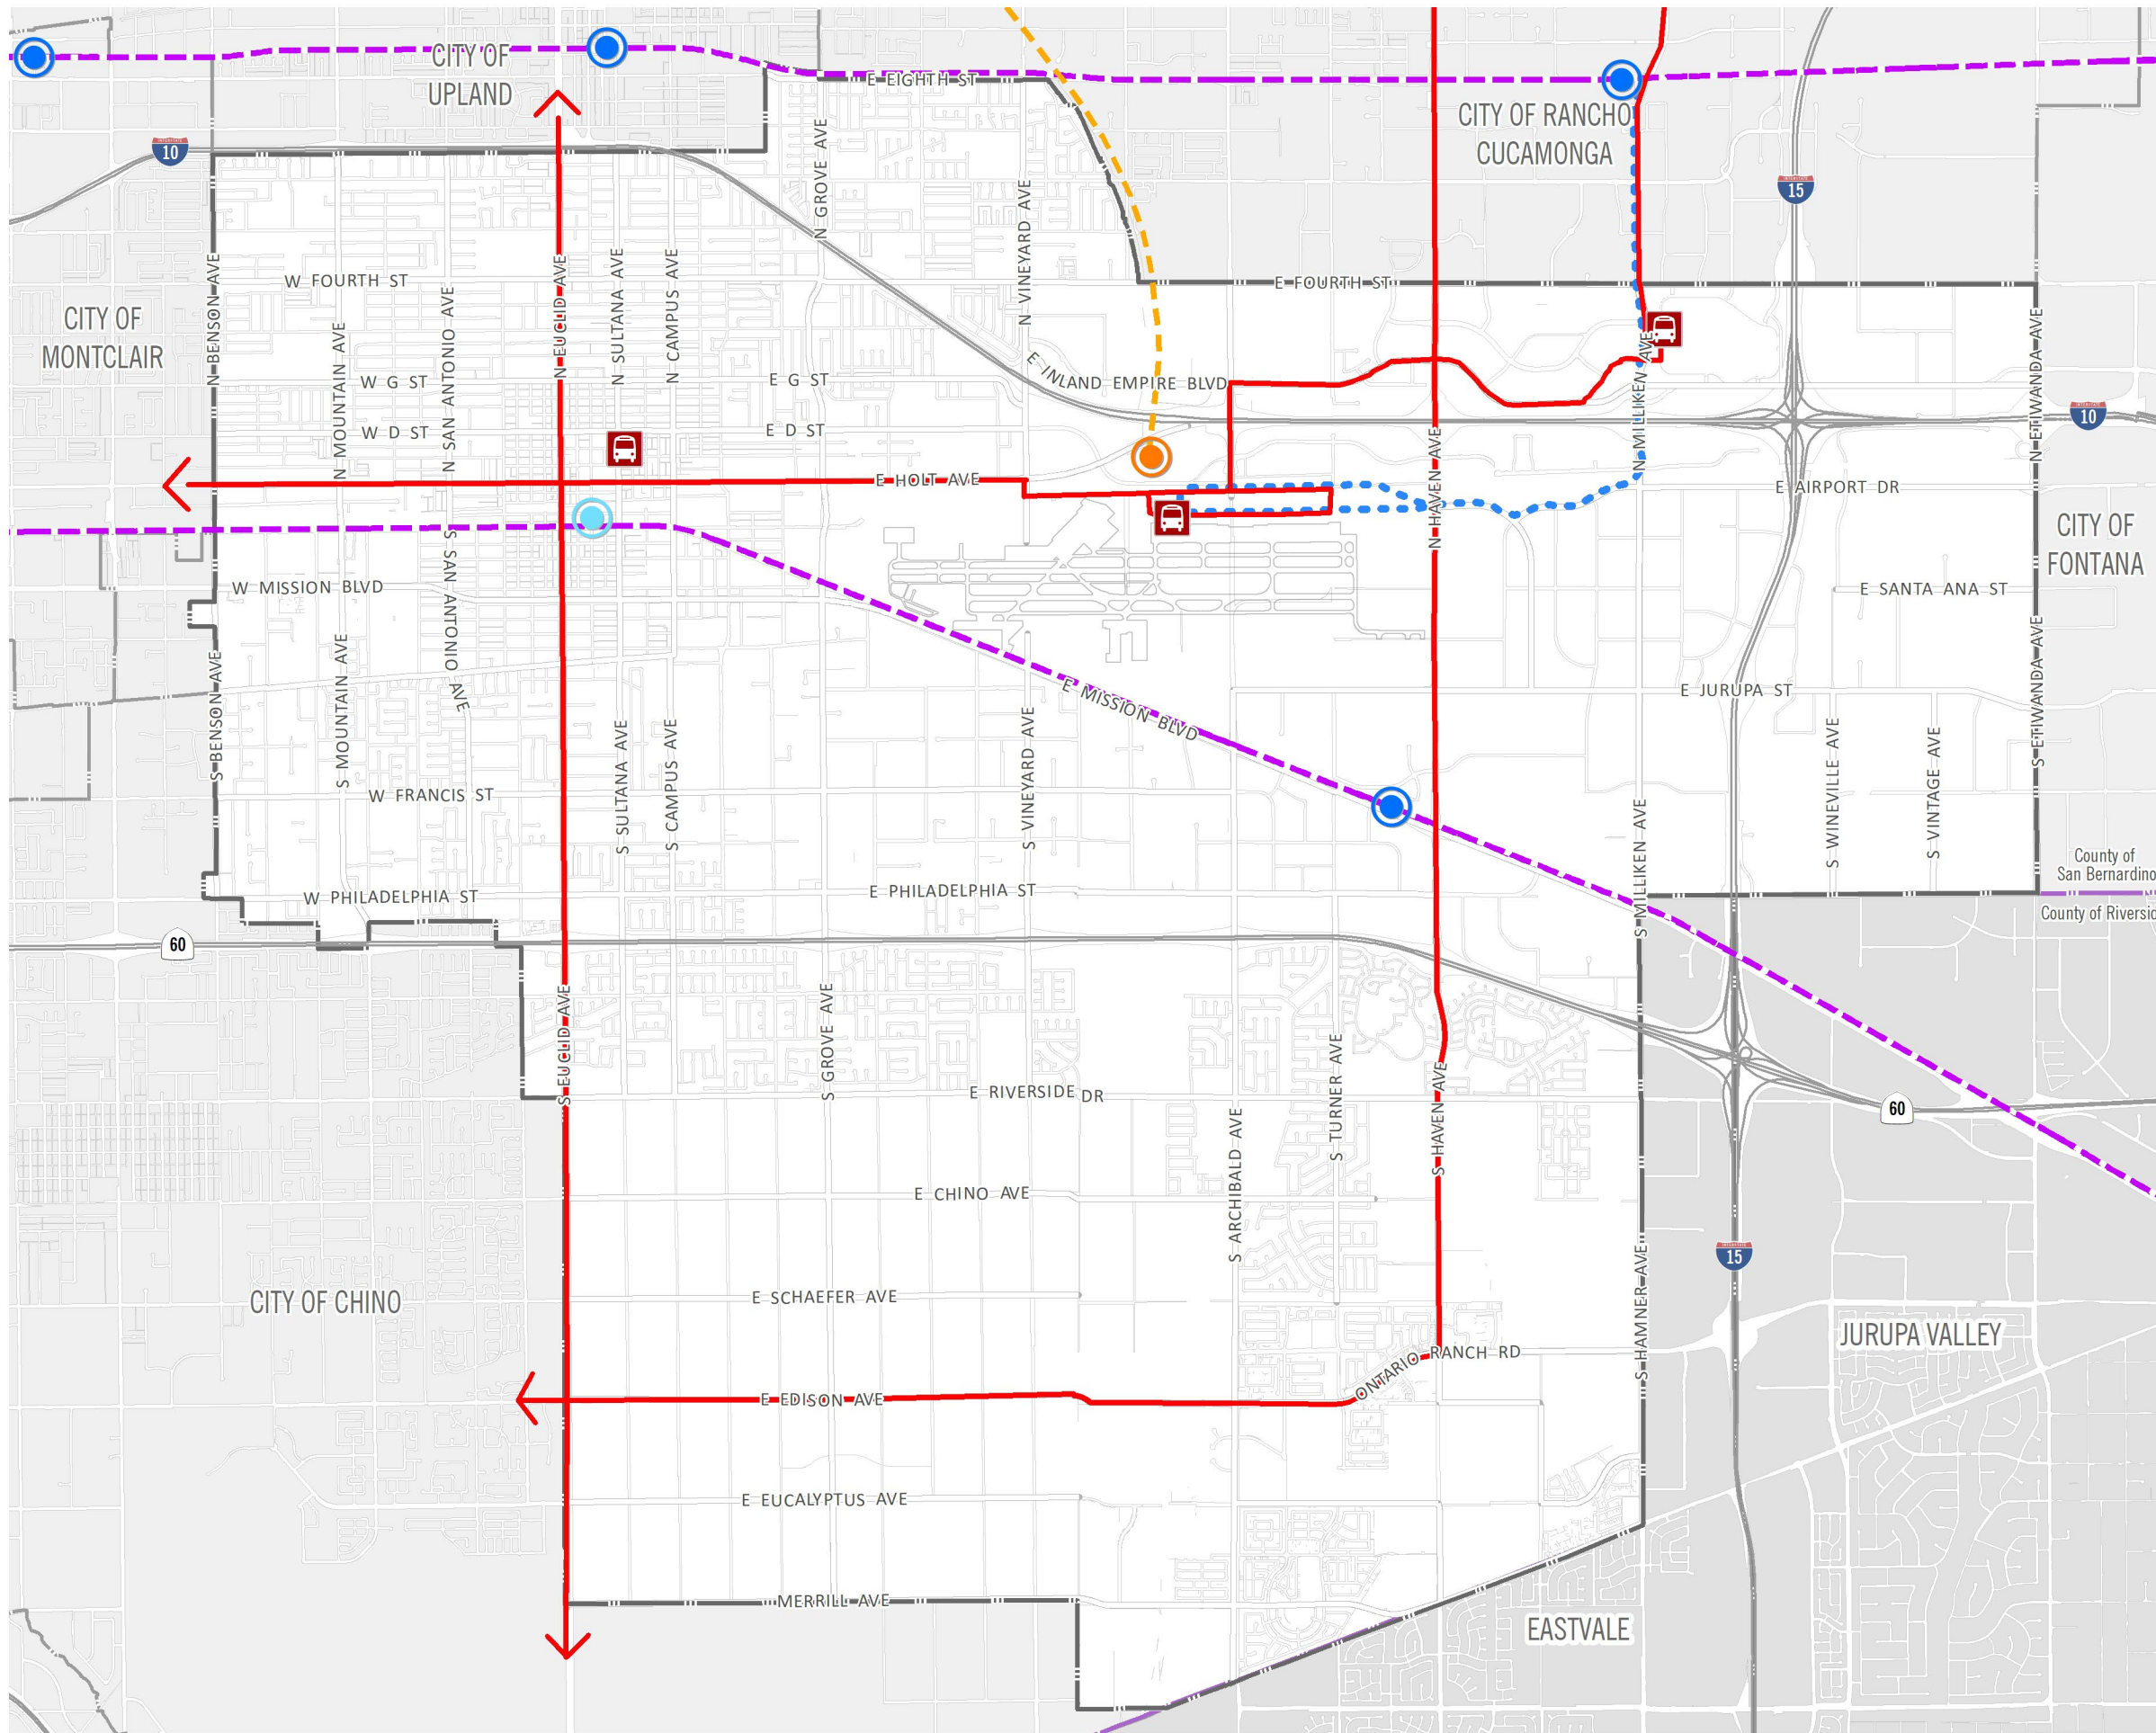 CITY OF
UPLAND
E EIGHTH ST
CITY OF RANCHO
CUCAMONGA
INTERSTATE
10
INTERSTATE
15
N GROVE AVE
N VINEYARD AVE
W FOURTH ST
E FOURTH ST
N BENSON AVE
N MOUNTAIN AVE
N SAN ANTONIO AVE
N EUCLID AVE
N SULTANA AVE
N CAMPUS AVE
CITY OF
MONTCLAIR
N MILLIKEN AVE
N ETIWANDA AVE
W G ST
E G ST
E INLAND EMPIRE BLVD
INTERSTATE
10
W D ST
E D ST
N HAVEN AVE
E HOLT AVE
E AIRPORT DR
CITY OF
FONTANA
W MISSION BLVD
S SAN ANTONIO AVE
E SANTA ANA ST
S BENSON AVE
S MOUNTAIN AVE
E MISSION BLVD
E JURUPA ST
S ETIWANDA AVE
S SULTANA AVE
S CAMPUS AVE
S VINEYARD AVE
S WINEVILLE AVE
S VINTAGE AVE
W FRANCIS ST
S MILLIKEN AVE
County of
San Bernardino
W PHILADELPHIA ST
E PHILADELPHIA ST
County of Riversid
60
S EUCLID AVE
S GROVE AVE
S TURNER AVE
S HAVEN AVE
E RIVERSIDE DR
60
S ARCHIBALD AVE
E CHINO AVE
INTERSTATE
15
S HAMNER AVE
CITY OF CHINO
E SCHAEFER AVE
JURUPA VALLEY
ONTARIO RANCH RD
E EDISON AVE
E EUCALYPTUS AVE
MERRILL AVE
EASTVALE